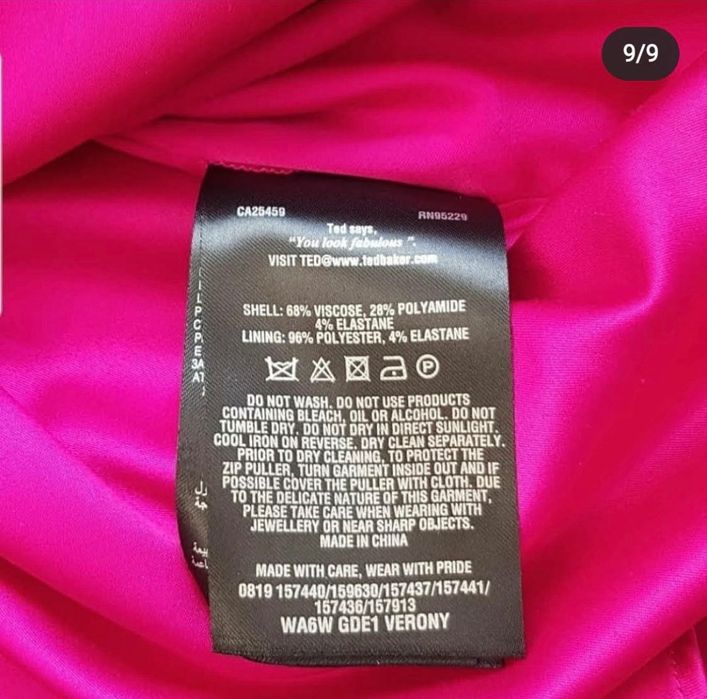 9/9
CA25459 RN95229
Ted says,
"You look fabulous".
VISIT TED@www.tedbaker.com
SHELL: 68% VISCOSE, 28% POLYAMIDE
4% ELASTANE
LINING: 96% POLYESTER, 4% ELASTANE
P
DO NOT WASH. DO NOT USE PRODUCTS
CONTAINING BLEACH, OIL OR ALCOHOL. DO NOT
TUMBLE DRY. DO NOT DRY IN DIRECT SUNLIGHT.
COOL IRON ON REVERSE. DRY CLEAN SEPARATELY.
PRIOR TO DRY CLEANING, TO PROTECT THE
ZIP PULLER, TURN GARMENT INSIDE OUT AND IF
POSSIBLE COVER THE PULLER WITH CLOTH. DUE
TO THE DELICATE NATURE OF THIS GARMENT,
PLEASE TAKE CARE WHEN WEARING WITH
JEWELLERY OR NEAR SHARP OBJECTS.
MADE IN CHINA
MADE WITH CARE, WEAR WITH PRIDE
0819 157440/159630/157437/157441/
157436/157913
WA6W GDE1 VERONY